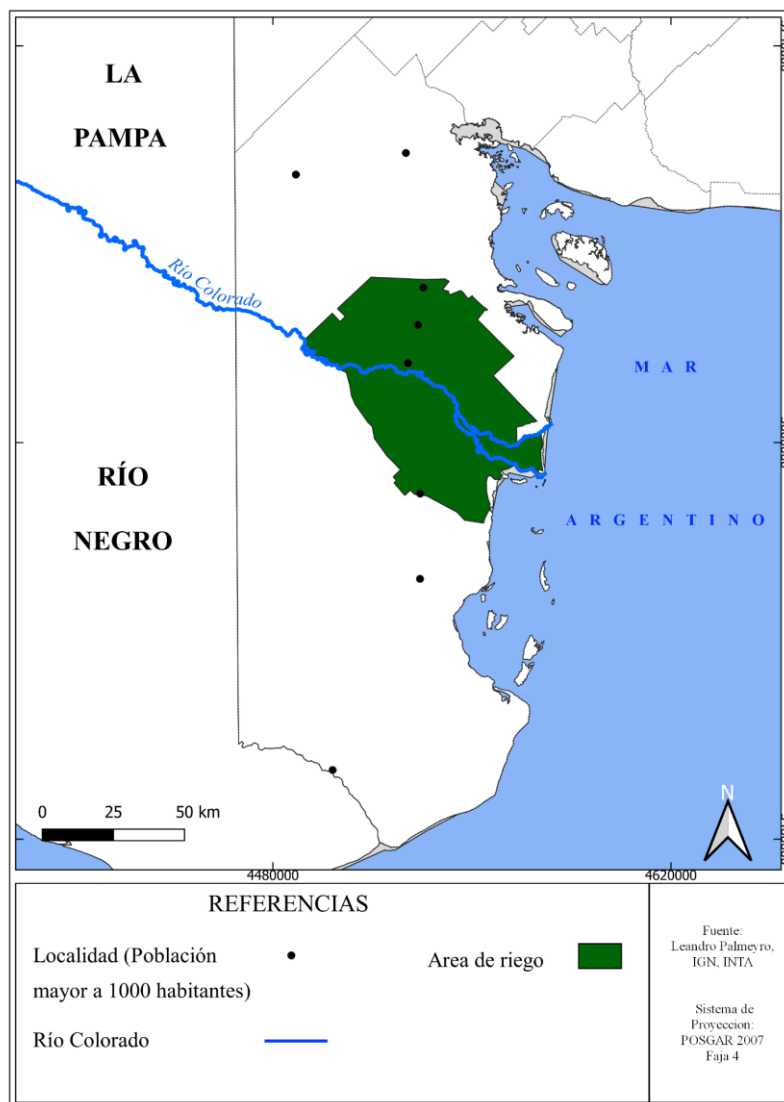 LA
PAMPA
Río Colorado
MAR
RÍO
NEGRO
ARGENTINO
0 25 50 km
N
4480000 4620000
REFERENCIAS
Localidad (Población
mayor a 1000 habitantes)
Area de riego
Río Colorado
Fuente:
Leandro Palmeyro,
IGN, INTA
Sistema de
Proyeccion:
POSGAR 2007
Faja 4